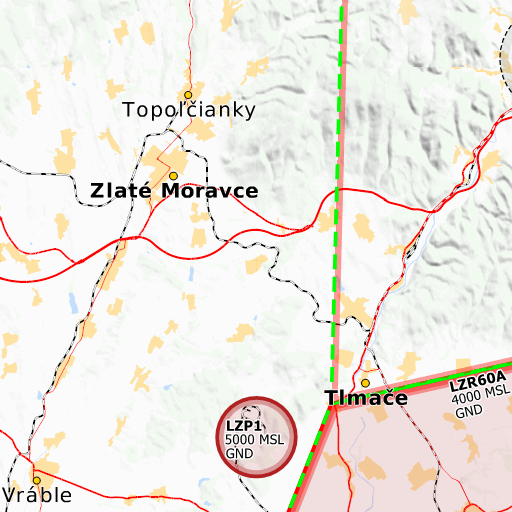 Topoľčianky
Zlaté Moravce
LZR60A
4000 MSL
GND
Tlmače
LZP1
5000 MSL
GND
Vráble